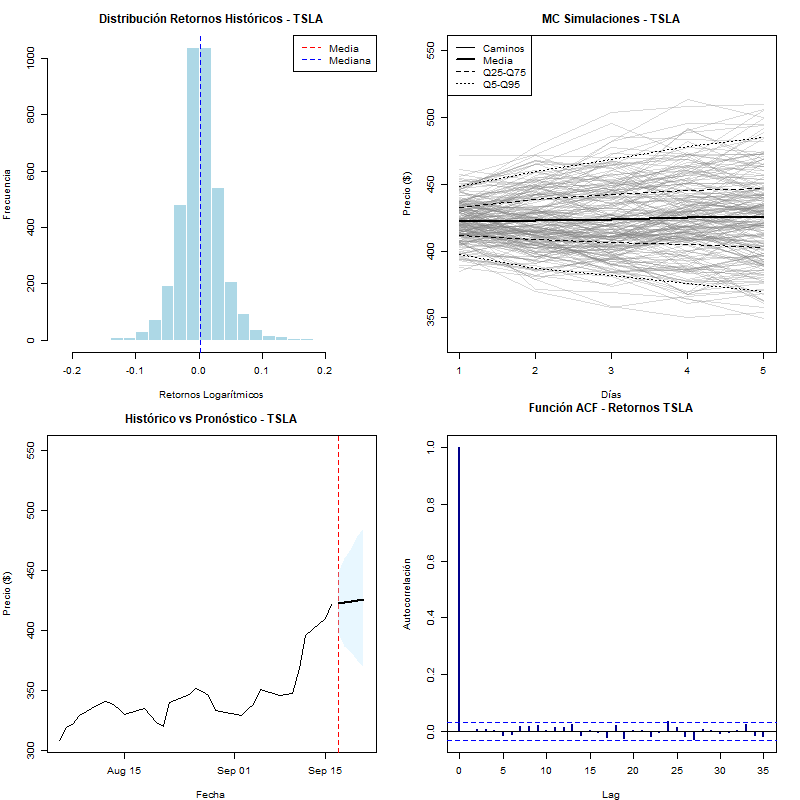 Distribución Retornos Históricos - TSLA
Media
Mediana
Frecuencia
0
200
400
600
800
1000
-0.2
-0.1
0.0
0.1
0.2
Retornos Logarítmicos
MC Simulaciones - TSLA
Caminos
Media
Q25-Q75
Q5-Q95
Precio ($)
350
400
450
500
550
1
2
3
4
5
Días
Histórico vs Pronóstico - TSLA
Precio ($)
300
350
400
450
500
550
Aug 15
Sep 01
Sep 15
Fecha
Función ACF - Retornos TSLA
Autocorrelación
0.0
0.2
0.4
0.6
0.8
1.0
0
5
10
15
20
25
30
35
Lag